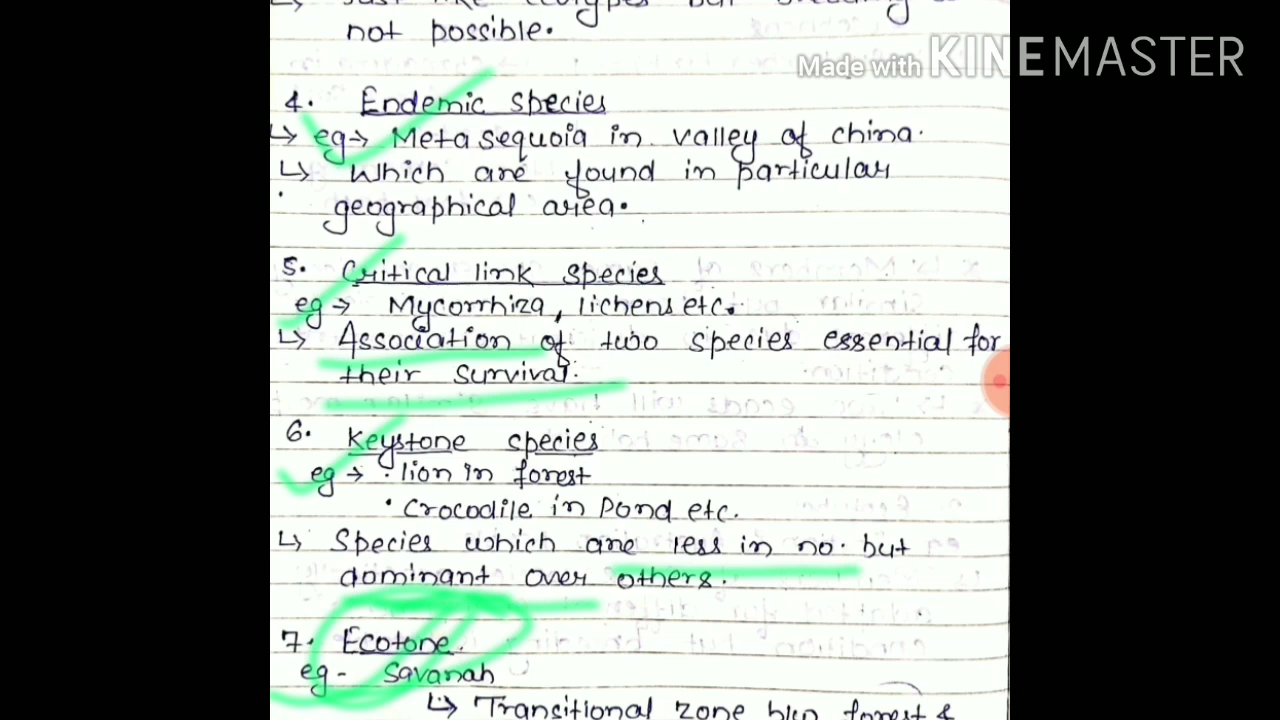 not possible.
Made with KINEMASTER
4. Endemic species
↳ eg→ Metasequoia in valley of china.
↳ Which are found in particular
geographical area.
5. Critical link species
eg → Mycorrhiza, lichens etc.
↳ Association of two species essential for
their survival.
6. Keystone species
eg → • lion in forest
• Crocodile in Pond etc.
↳ Species which are less in no. but
dominant over others.
7. Ecotone.
eg - Savanah
↳ Transitional zone b/w forest &